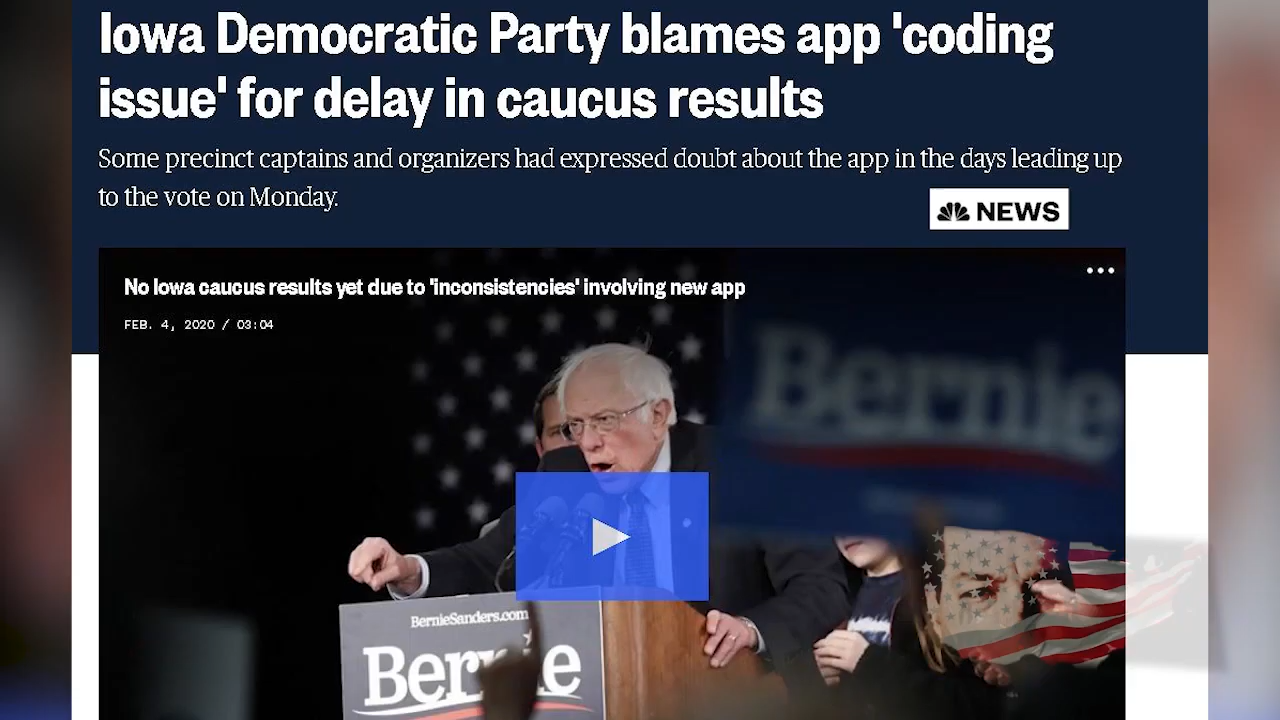 Iowa Democratic Party blames app 'coding
issue' for delay in caucus results
Some precinct captains and organizers had expressed doubt about the app in the days leading up
to the vote on Monday.
NEWS
No Iowa caucus results yet due to 'inconsistencies' involving new app
FEB. 4, 2020 / 03:04
Bernie
BernieSanders.com
Bernie